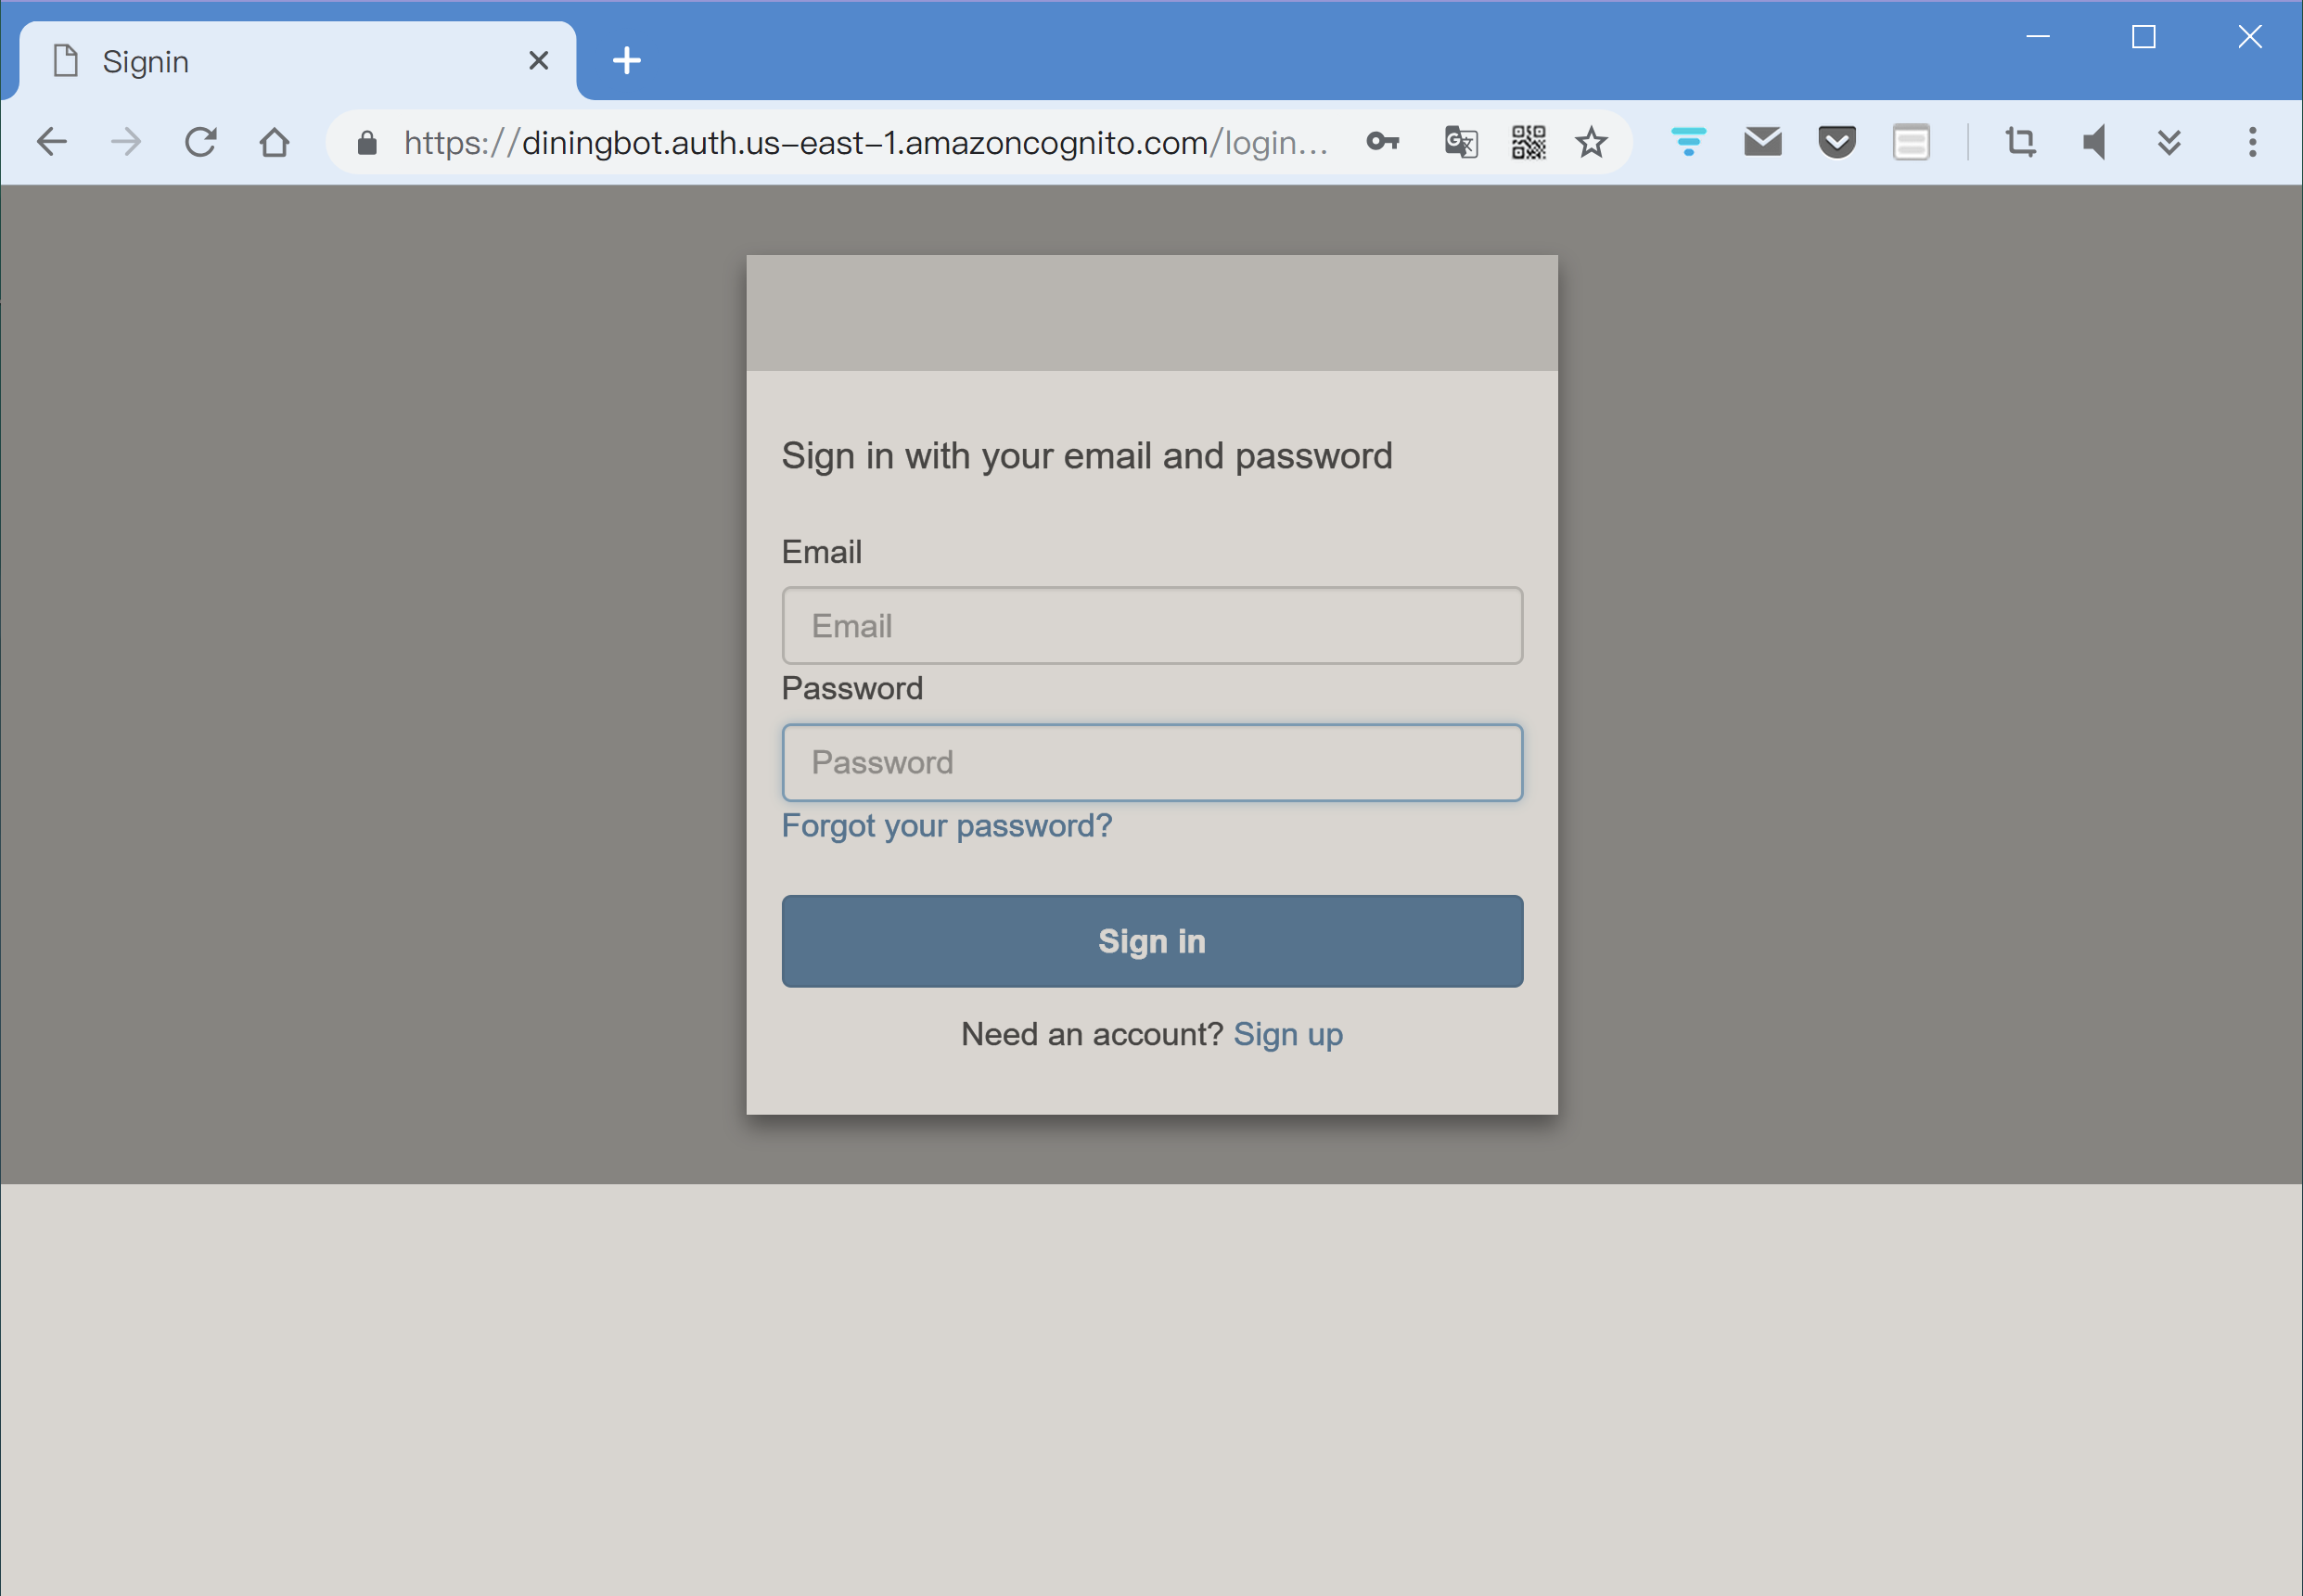 Signin
https://diningbot.auth.us-east-1.amazoncognito.com/login...
Sign in with your email and password
Email
Email
Password
Password
Forgot your password?
Sign in
Need an account? Sign up